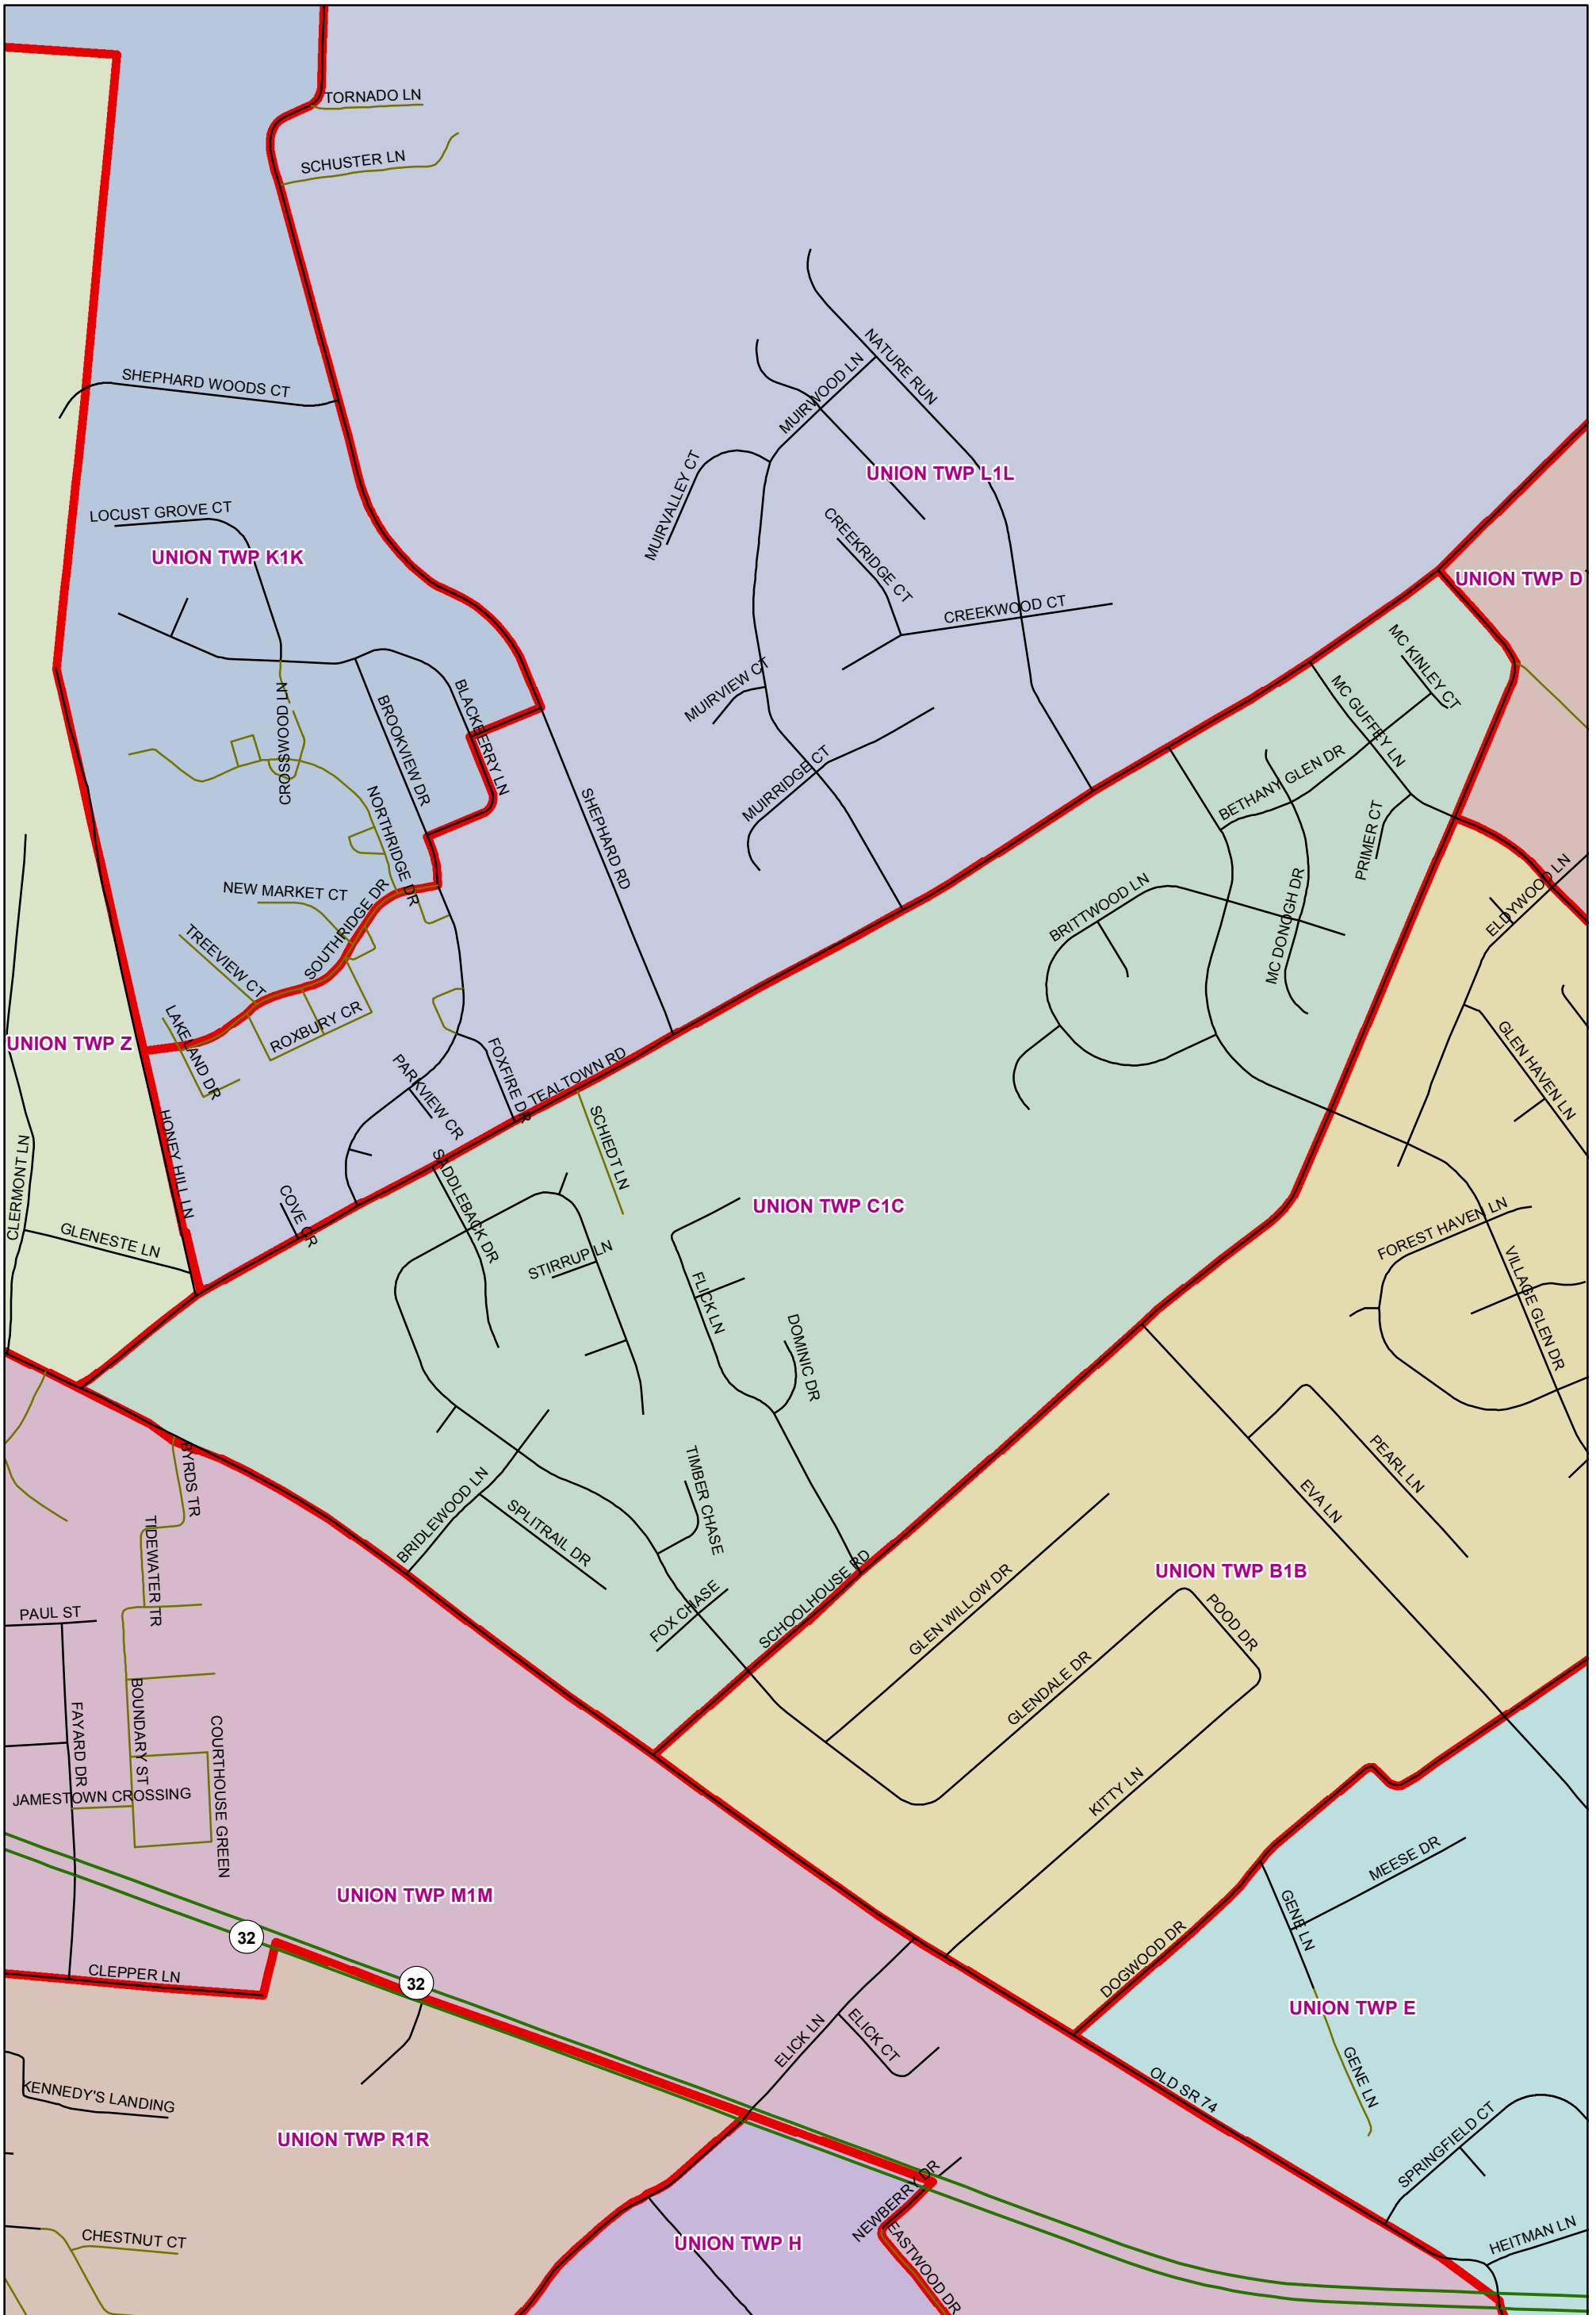 TORNADO LN
SCHUSTER LN
NATURE RUN
MUIRWOOD LN
SHEPHARD WOODS CT
MUIRVALLEY CT
UNION TWP L1L
LOCUST GROVE CT
CREEKRIDGE CT
UNION TWP K1K
UNION TWP D
CREEKWOOD CT
MC KINLEY CT
MUIRVIEW CT
MC GUFFEY LN
CROSSWOOD LN
BROOKVIEW DR
BLACKBERRY LN
MUIRRIDGE CT
BETHANY GLEN DR
NORTHRIDGE DR
SHEPHARD RD
PRIMER CT
NEW MARKET CT
BRITTWOOD LN
MC DONOGH DR
ELDYWOOD LN
TREEVIEW CT
SOUTHRIDGE DR
LAKELAND DR
ROXBURY CR
UNION TWP Z
PARKVIEW CR
FOXFIRE DR
TEALTOWN RD
GLEN HAVEN LN
HONEY HILL LN
SCHIEDT LN
CLERMONT LN
COVE CR
SADDLEBACK DR
UNION TWP C1C
GLENESTE LN
STIRRUP LN
FOREST HAVEN LN
FLICK LN
VILLAGE GLEN DR
DOMINIC DR
BYRDS TR
PEARL LN
TIMBER CHASE
EVA LN
BRIDLEWOOD LN
SPLITRAIL DR
TIDEWATER TR
UNION TWP B1B
PAUL ST
FOX CHASE
SCHOOLHOUSE RD
GLEN WILLOW DR
POOD DR
GLENDALE DR
FAYARD DR
BOUNDARY ST
COURTHOUSE GREEN
JAMESTOWN CROSSING
KITTY LN
MEESE DR
UNION TWP M1M
GENE LN
32
DOGWOOD DR
CLEPPER LN
32
UNION TWP E
ELICK LN
ELICK CT
GENE LN
OLD SR 74
KENNEDY'S LANDING
SPRINGFIELD CT
UNION TWP R1R
NEWBERRY DR
CHESTNUT CT
UNION TWP H
EASTWOOD DR
HEITMAN LN